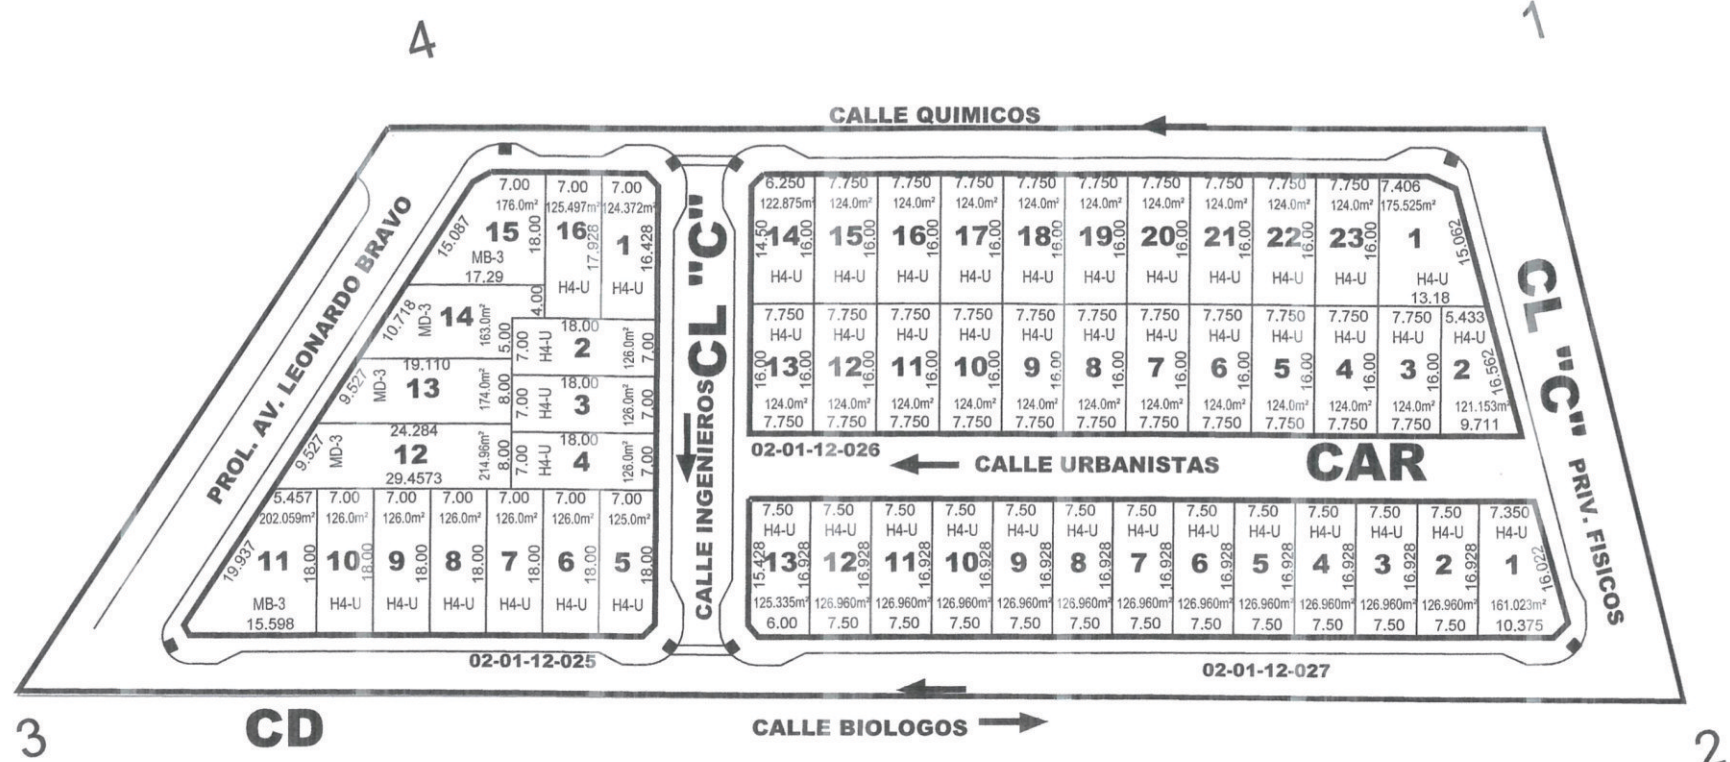 4
1
CALLE QUIMICOS
PROL. AV. LEONARDO BRAVO
7.00 7.00 7.00
176.0m² 125.497m² 124.372m²
15.087 15 18.00 16 17.928 1 16.428
MB-3
17.29 H4-U H4-U
10.718 MD-3 14 163.0m² 4.00
5.00 7.00 H4-U 18.00 2 126.0m² 7.00
19.110
9.527 MD-3 13 174.0m² 8.00
7.00 H4-U 18.00 3 126.0m² 7.00
24.284
9.527 MD-3 12 214.96m² 8.00
29.4573
7.00 H4-U 18.00 4 126.0m² 7.00
5.457 7.00 7.00 7.00 7.00 7.00 7.00
202.059m² 126.0m² 126.0m² 126.0m² 126.0m² 126.0m² 125.0m²
19.937 11 18.00 10 18.00 9 18.00 8 18.00 7 18.00 6 18.00 5 18.00
MB-3 H4-U H4-U H4-U H4-U H4-U H4-U
15.598
02-01-12-025
CL "C"
CALLE INGENIEROS
6.250 7.750 7.750 7.750 7.750 7.750 7.750 7.750 7.750 7.750 7.406
122.875m² 124.0m² 124.0m² 124.0m² 124.0m² 124.0m² 124.0m² 124.0m² 124.0m² 124.0m² 175.525m²
14.50 14 16.00 15 16.00 16 16.00 17 16.00 18 16.00 19 16.00 20 16.00 21 16.00 22 16.00 23 16.00 1 15.062
H4-U H4-U H4-U H4-U H4-U H4-U H4-U H4-U H4-U H4-U H4-U
13.18
7.750 7.750 7.750 7.750 7.750 7.750 7.750 7.750 7.750 7.750 7.750 5.433
H4-U H4-U H4-U H4-U H4-U H4-U H4-U H4-U H4-U H4-U H4-U H4-U
16.00 13 16.00 12 16.00 11 16.00 10 16.00 9 16.00 8 16.00 7 16.00 6 16.00 5 16.00 4 16.00 3 16.00 2 16.562
124.0m² 124.0m² 124.0m² 124.0m² 124.0m² 124.0m² 124.0m² 124.0m² 124.0m² 124.0m² 124.0m² 121.153m²
7.750 7.750 7.750 7.750 7.750 7.750 7.750 7.750 7.750 7.750 7.750 9.711
02-01-12-026
CALLE URBANISTAS
CAR
7.50 7.50 7.50 7.50 7.50 7.50 7.50 7.50 7.50 7.50 7.50 7.50 7.350
H4-U H4-U H4-U H4-U H4-U H4-U H4-U H4-U H4-U H4-U H4-U H4-U H4-U
15.428 13 16.928 12 16.928 11 16.928 10 16.928 9 16.928 8 16.928 7 16.928 6 16.928 5 16.928 4 16.928 3 16.928 2 16.928 1 16.022
125.335m² 126.960m² 126.960m² 126.960m² 126.960m² 126.960m² 126.960m² 126.960m² 126.960m² 126.960m² 126.960m² 126.960m² 161.023m²
6.00 7.50 7.50 7.50 7.50 7.50 7.50 7.50 7.50 7.50 7.50 7.50 10.375
02-01-12-027
CL "C"
PRIV. FISICOS
3
CD
CALLE BIOLOGOS
2